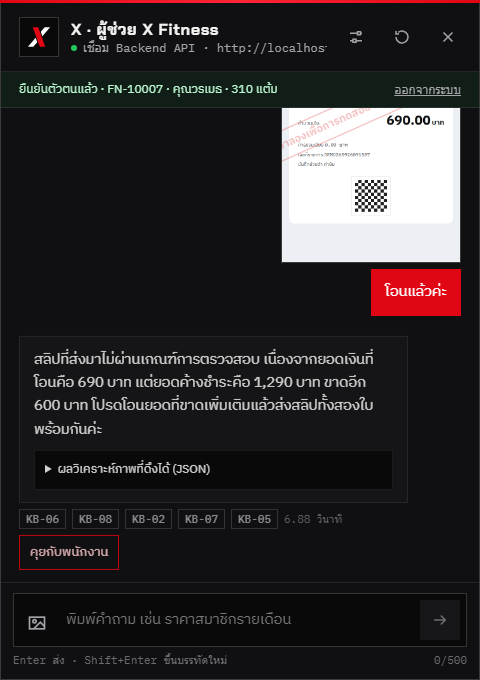 X · ผู้ช่วย X Fitness
เชื่อม Backend API · http://localhos
ยืนยันตัวตนแล้ว · FN-10007 · คุณวรเมธ · 310 แต้ม
ออกจากระบบ
จำนวนเงิน
690.00 บาท
โอนแล้วค่ะ
สลิปที่ส่งมาไม่ผ่านเกณฑ์การตรวจสอบ เนื่องจากยอดเงินที่
โอนคือ 690 บาท แต่ยอดค้างชำระคือ 1,290 บาท ขาดอีก
600 บาท โปรดโอนยอดที่ขาดเพิ่มเติมแล้วส่งสลิปทั้งสองใบ
พร้อมกันค่ะ
▶ ผลวิเคราะห์ภาพที่ดึงได้ (JSON)
KB-06 KB-08 KB-02 KB-07 KB-05 6.88 วินาที
คุยกับพนักงาน
พิมพ์คำถาม เช่น ราคาสมาชิกรายเดือน
Enter ส่ง · Shift+Enter ขึ้นบรรทัดใหม่
0/500